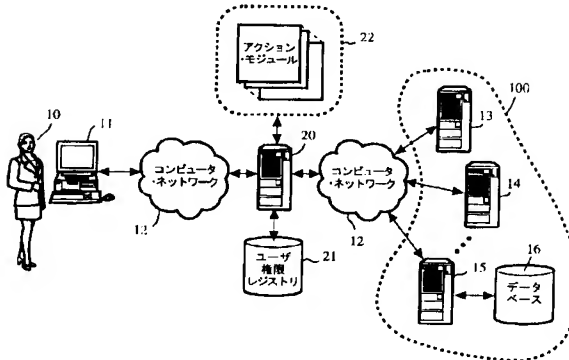 アクション
・モジュール
22
100
10
11
20
13
コンピュータ
・ネットワーク
コンピュータ
・ネットワーク
14
12
12
ユーザ
権限
レジストリ
21
15
16
データ
ベース